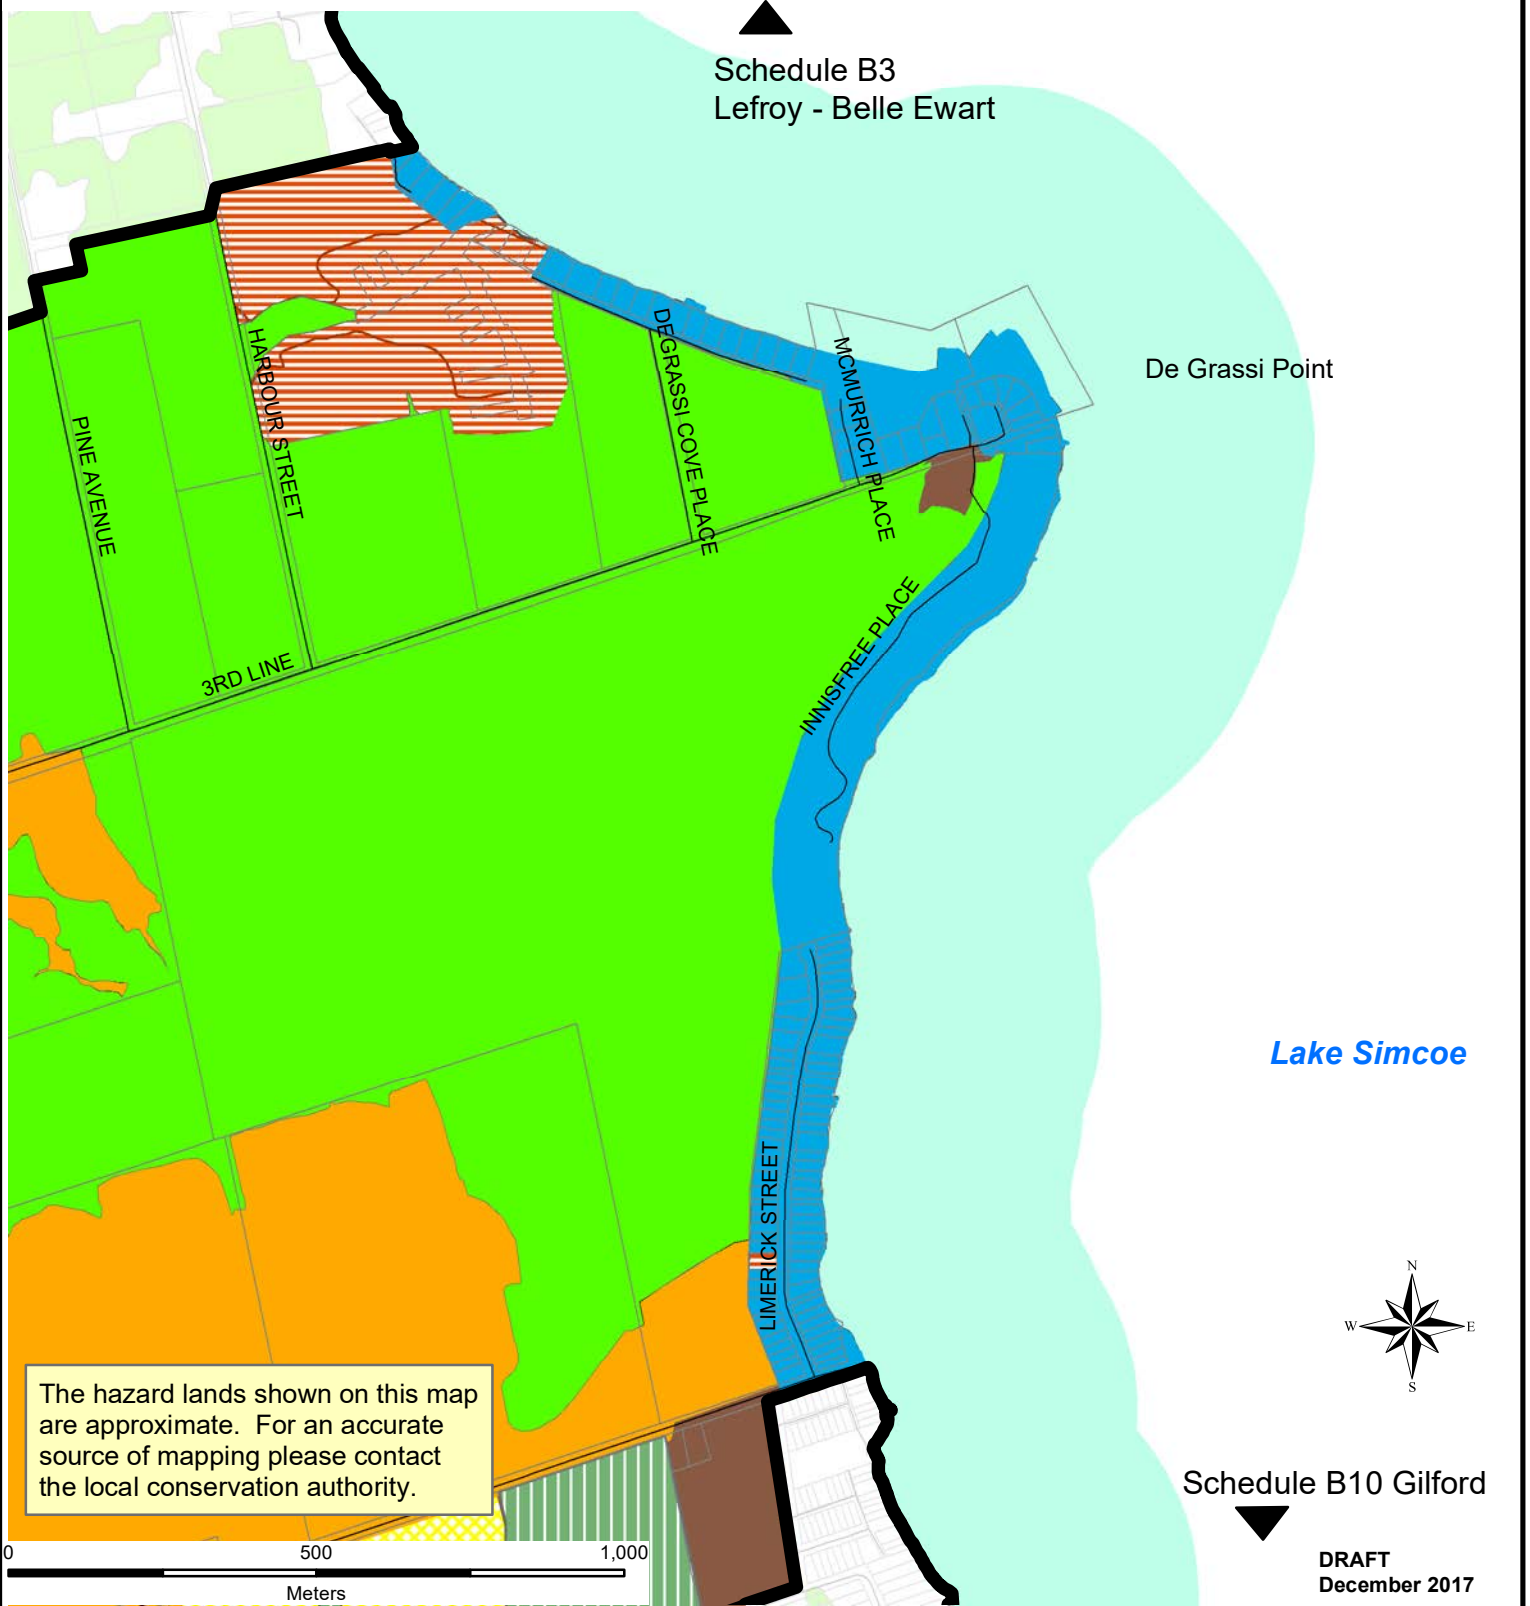 Schedule B3
Lefroy - Belle Ewart
De Grassi Point
DEGRASSI COVE PLACE
MCMURRICH PLACE
HARBOUR STREET
PINE AVENUE
3RD LINE
INNISFREE PLACE
Lake Simcoe
LIMERICK STREET
N
W
E
S
The hazard lands shown on this map
are approximate. For an accurate
source of mapping please contact
the local conservation authority.
Schedule B10 Gilford
0 500 1,000
Meters
DRAFT
December 2017